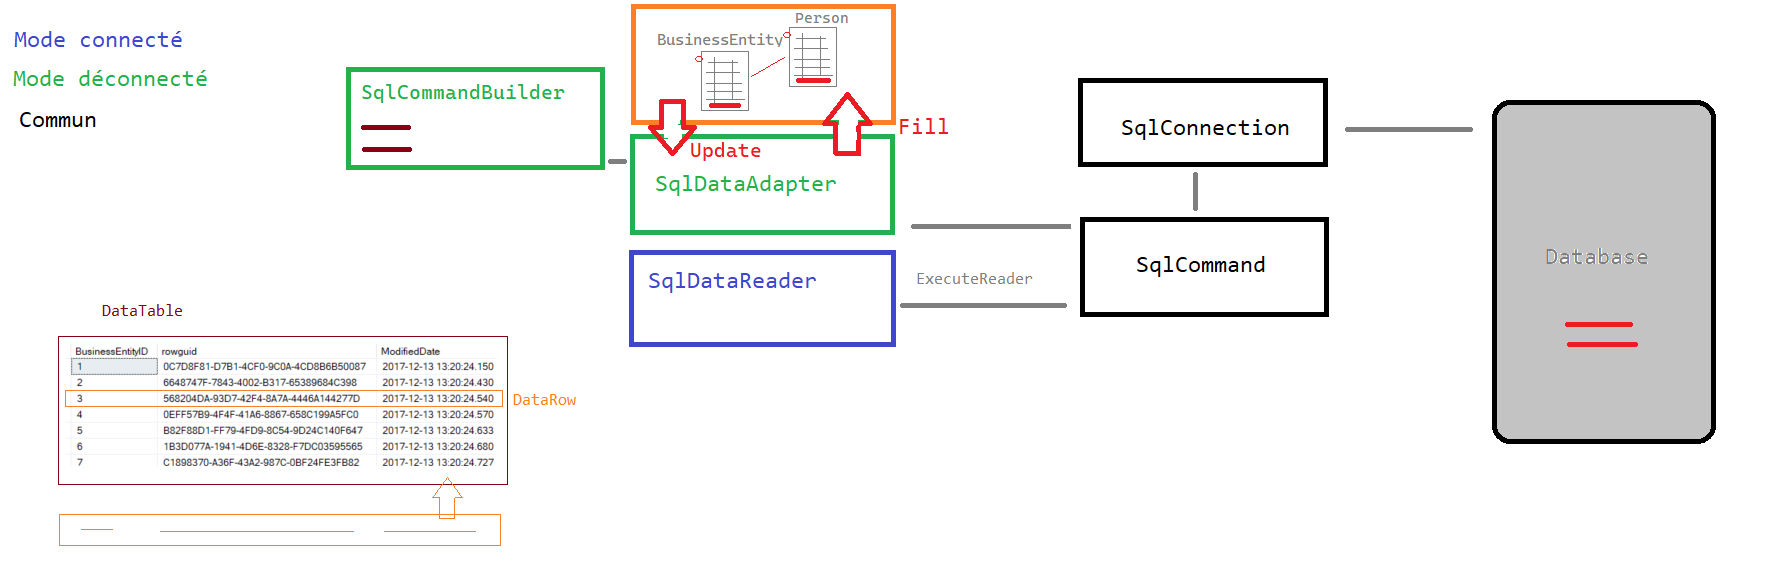 Mode connecté
Mode déconnecté
Commun
SqlCommandBuilder
Person
BusinessEntity
Fill
Update
SqlDataAdapter
SqlDataReader
ExecuteReader
SqlConnection
SqlCommand
Database
DataTable
BusinessEntityID rowguid ModifiedDate
1 0C7D8F81-D7B1-4CF0-9C0A-4CD8B6B50087 2017-12-13 13:20:24.150
2 6648747F-7843-4002-B317-65389684C398 2017-12-13 13:20:24.430
3 568204DA-93D7-42F4-8A7A-4446A144277D 2017-12-13 13:20:24.540
4 0EFF57B9-4F4F-41A6-8867-658C199A5FC0 2017-12-13 13:20:24.570
5 B82F88D1-FF79-4FD9-8C54-9D24C140F647 2017-12-13 13:20:24.633
6 1B3D077A-1941-4D6E-8328-F7DC03595565 2017-12-13 13:20:24.680
7 C1898370-A36F-43A2-987C-0BF24FE3FB82 2017-12-13 13:20:24.727
DataRow